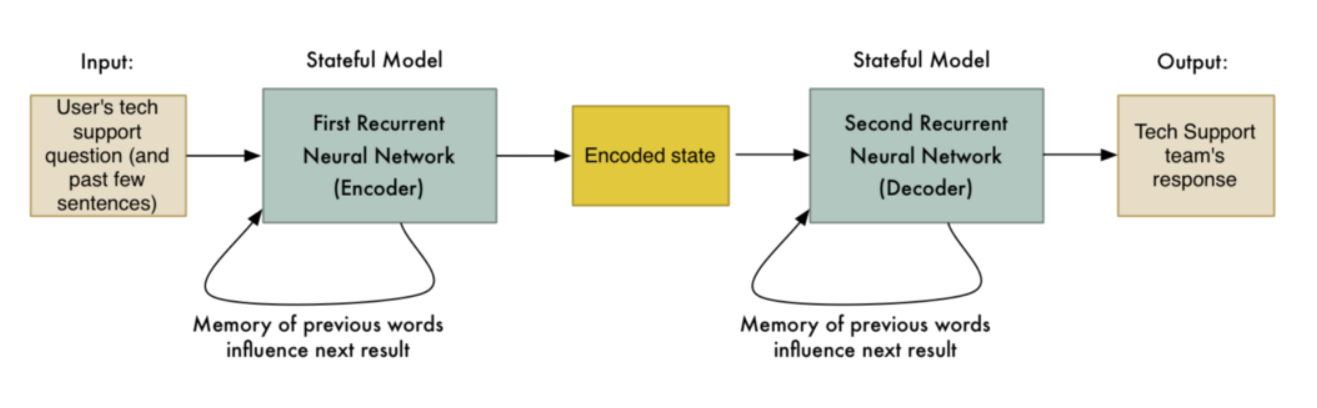 Input:
User's tech
support
question (and
past few
sentences)
Stateful Model
First Recurrent
Neural Network
(Encoder)
Memory of previous words
influence next result
Encoded state
Stateful Model
Second Recurrent
Neural Network
(Decoder)
Memory of previous words
influence next result
Output:
Tech Support
team's
response